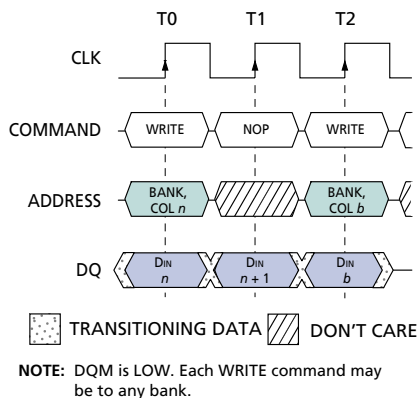 T0 T1 T2
CLK
COMMAND WRITE NOP WRITE
ADDRESS BANK, COL n BANK, COL b
DQ DIN n DIN n + 1 DIN b
TRANSITIONING DATA DON'T CARE
NOTE: DQM is LOW. Each WRITE command may
be to any bank.